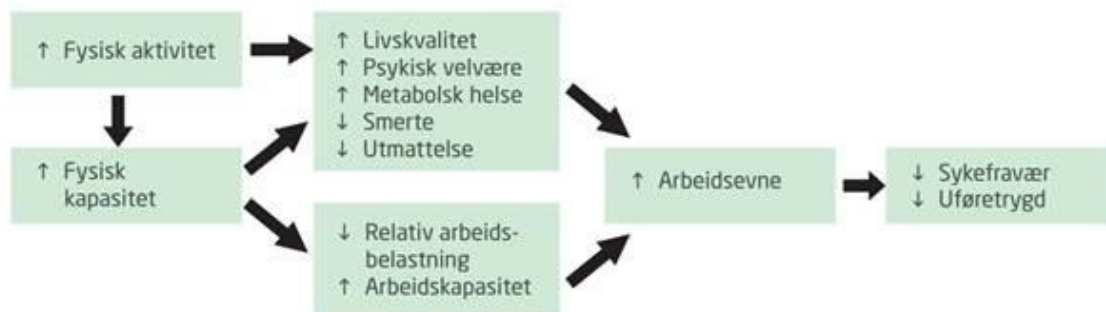 ↑ Fysisk aktivitet
↑ Fysisk
kapasitet
↑ Livskvalitet
↑ Psykisk velvære
↑ Metabolsk helse
↓ Smerte
↓ Utmattelse
↓ Relativ arbeids-
belastning
↑ Arbeidskapasitet
↑ Arbeidsevne
↓ Sykefravær
↓ Uføretrygd